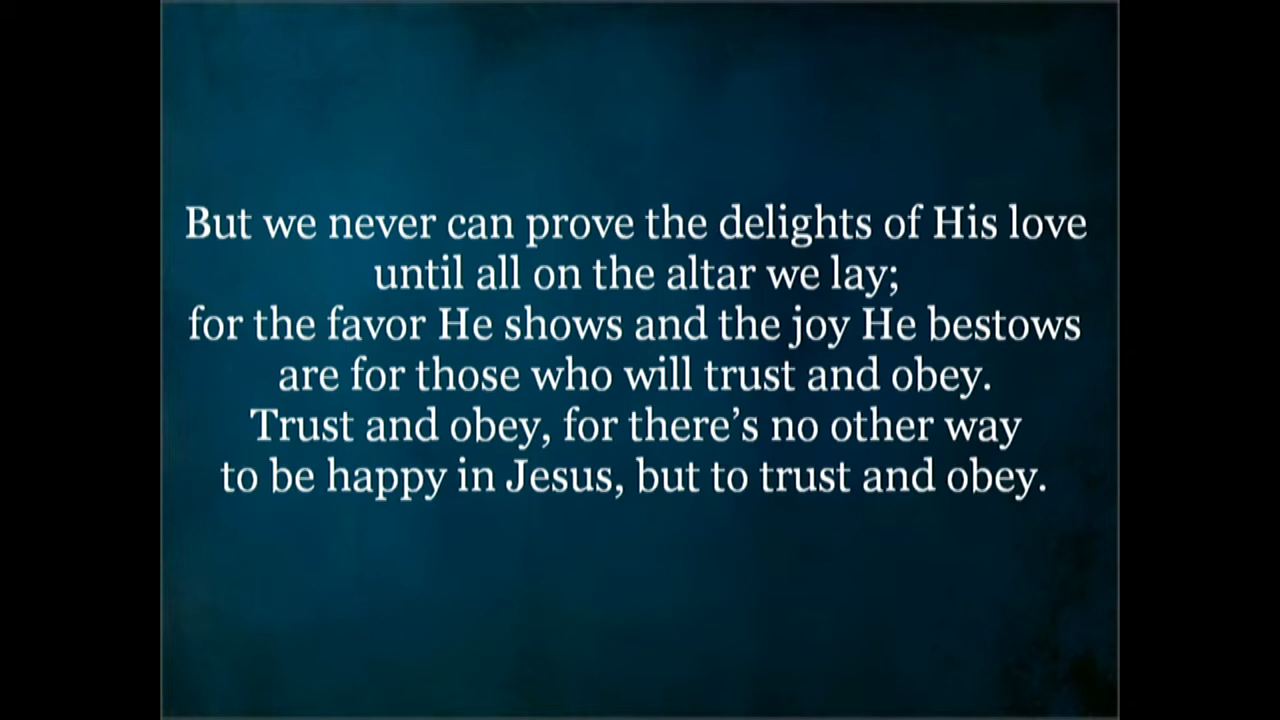 But we never can prove the delights of His love
until all on the altar we lay;
for the favor He shows and the joy He bestows
are for those who will trust and obey.
Trust and obey, for there’s no other way
to be happy in Jesus, but to trust and obey.